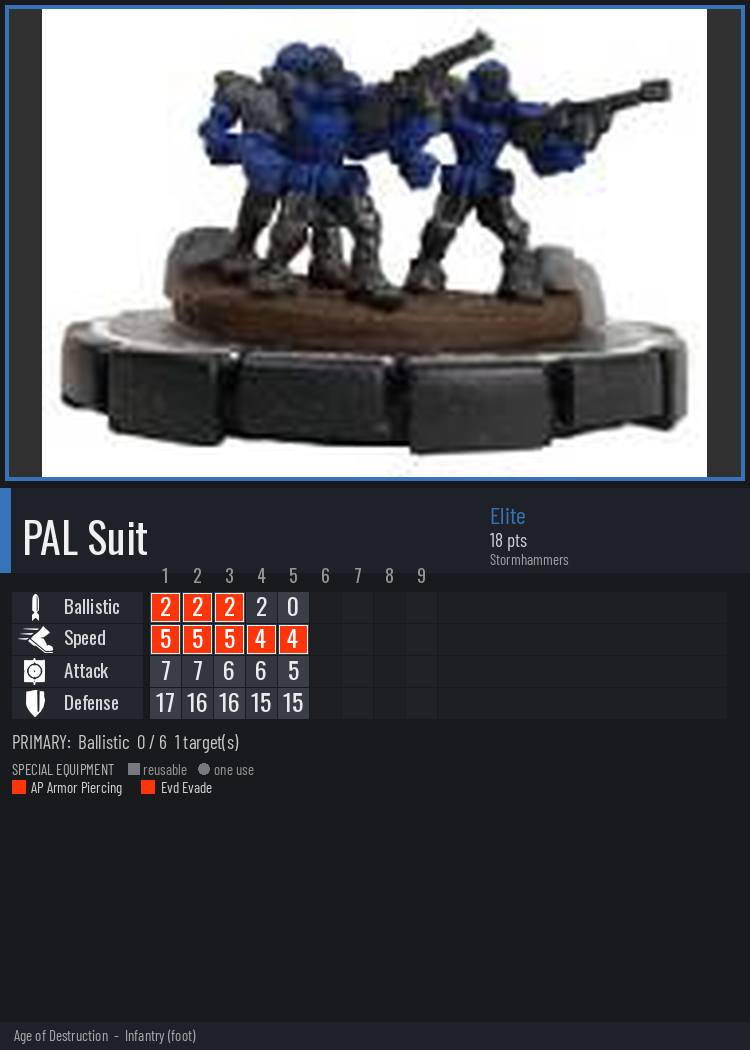 PAL Suit
Elite
18 pts
Stormhammers
1 2 3 4 5 6 7 8 9
Ballistic 2 2 2 2 0
Speed 5 5 5 4 4
Attack 7 7 6 6 5
Defense 17 16 16 15 15
PRIMARY: Ballistic 0 / 6 1 target(s)
SPECIAL EQUIPMENT reusable one use
AP Armor Piercing Evd Evade
Age of Destruction - Infantry (foot)